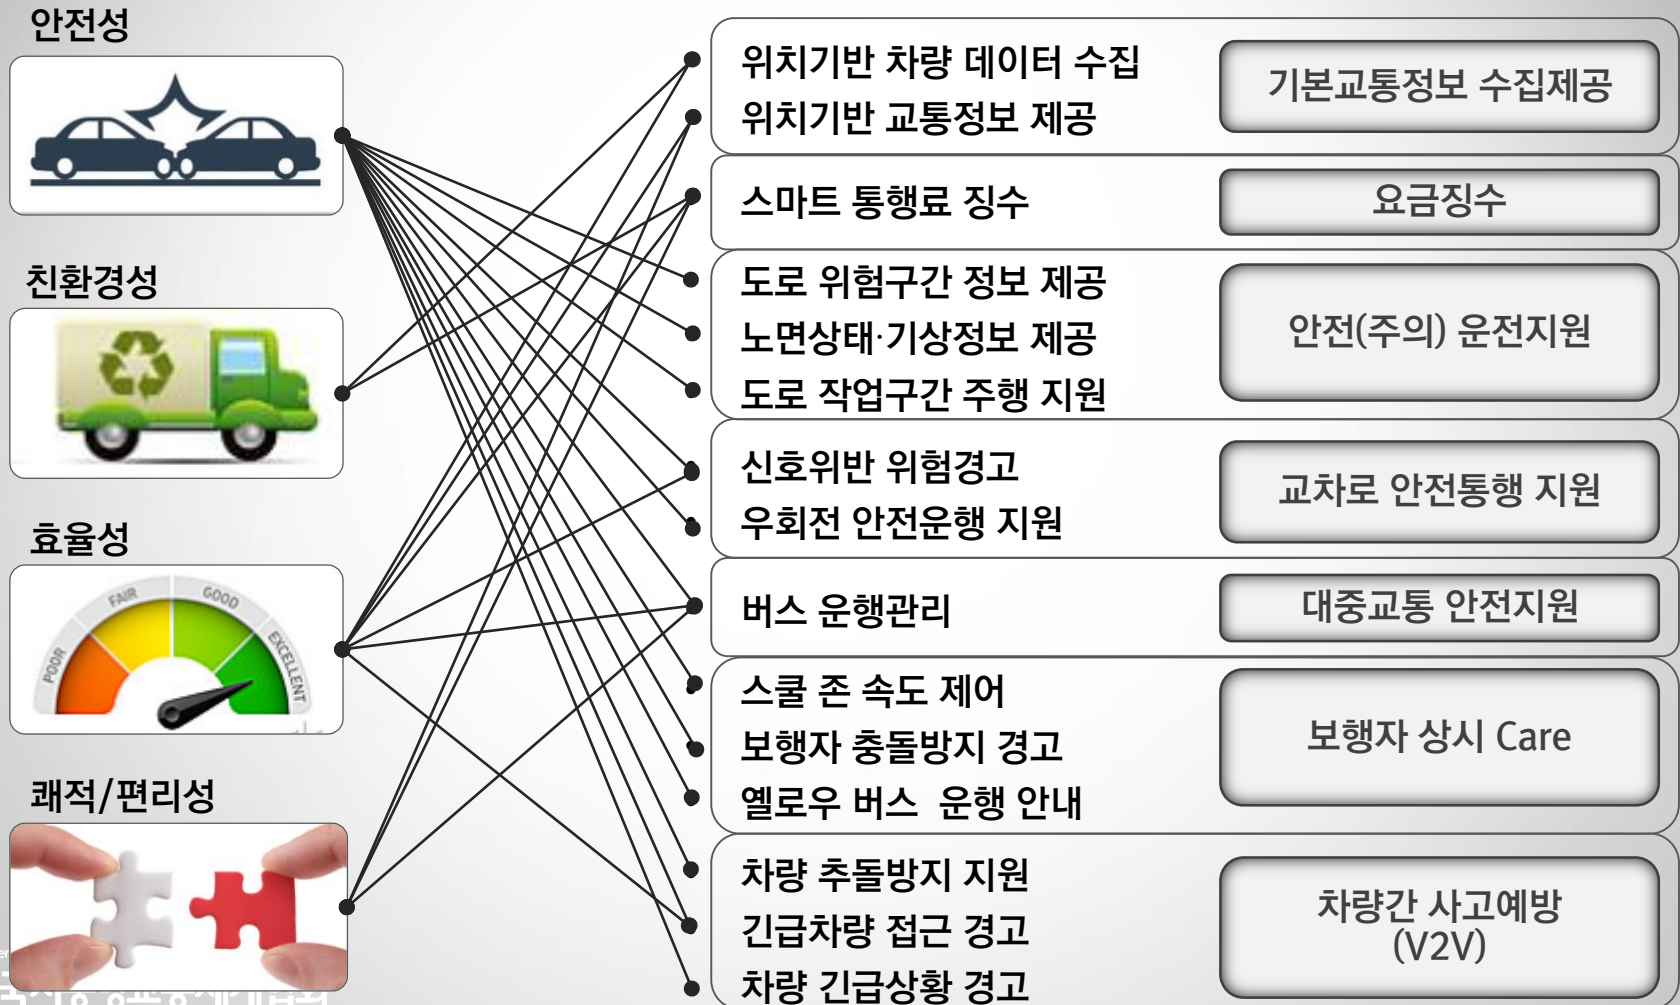 안전성
친환경성
효율성
POOR
FAIR
GOOD
EXCELLENT
쾌적/편리성
위치기반 차량 데이터 수집
위치기반 교통정보 제공
기본교통정보 수집제공
스마트 통행료 징수
요금징수
도로 위험구간 정보 제공
노면상태·기상정보 제공
도로 작업구간 주행 지원
안전(주의) 운전지원
신호위반 위험경고
우회전 안전운행 지원
교차로 안전통행 지원
버스 운행관리
대중교통 안전지원
스쿨 존 속도 제어
보행자 충돌방지 경고
옐로우 버스  운행 안내
보행자 상시 Care
차량 추돌방지 지원
긴급차량 접근 경고
차량 긴급상황 경고
차량간 사고예방
(V2V)